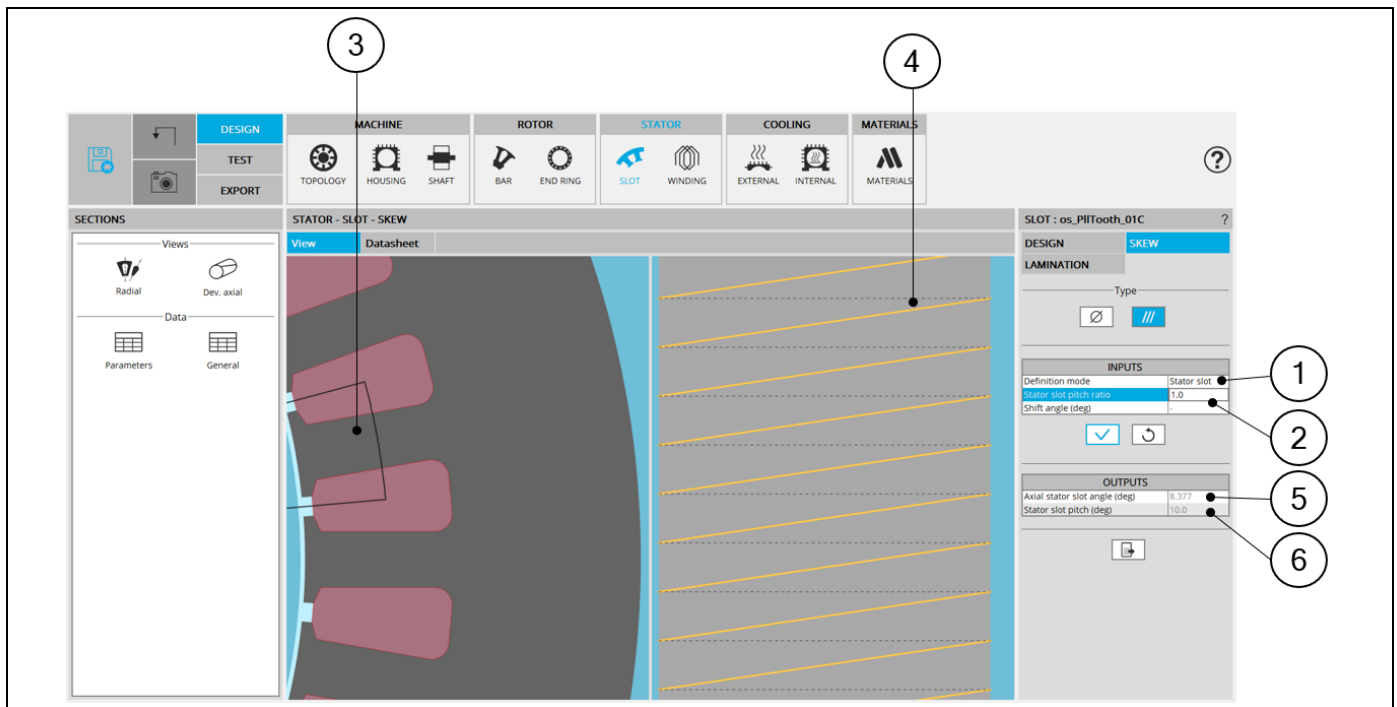 3
4
DESIGN
TEST
EXPORT
MACHINE
TOPOLOGY
HOUSING
SHAFT
ROTOR
BAR
END RING
STATOR
SLOT
WINDING
COOLING
EXTERNAL
INTERNAL
MATERIALS
MATERIALS
?
SECTIONS
Views
Radial
Dev. axial
Data
Parameters
General
STATOR - SLOT - SKEW
View
Datasheet
SLOT : os_PllTooth_01C
?
DESIGN
SKEW
LAMINATION
Type
INPUTS
Definition mode Stator slot
Stator slot pitch ratio 1.0
Shift angle (deg) -
OUTPUTS
Axial stator slot angle (deg) 8.377
Stator slot pitch (deg) 10.0
1
2
5
6